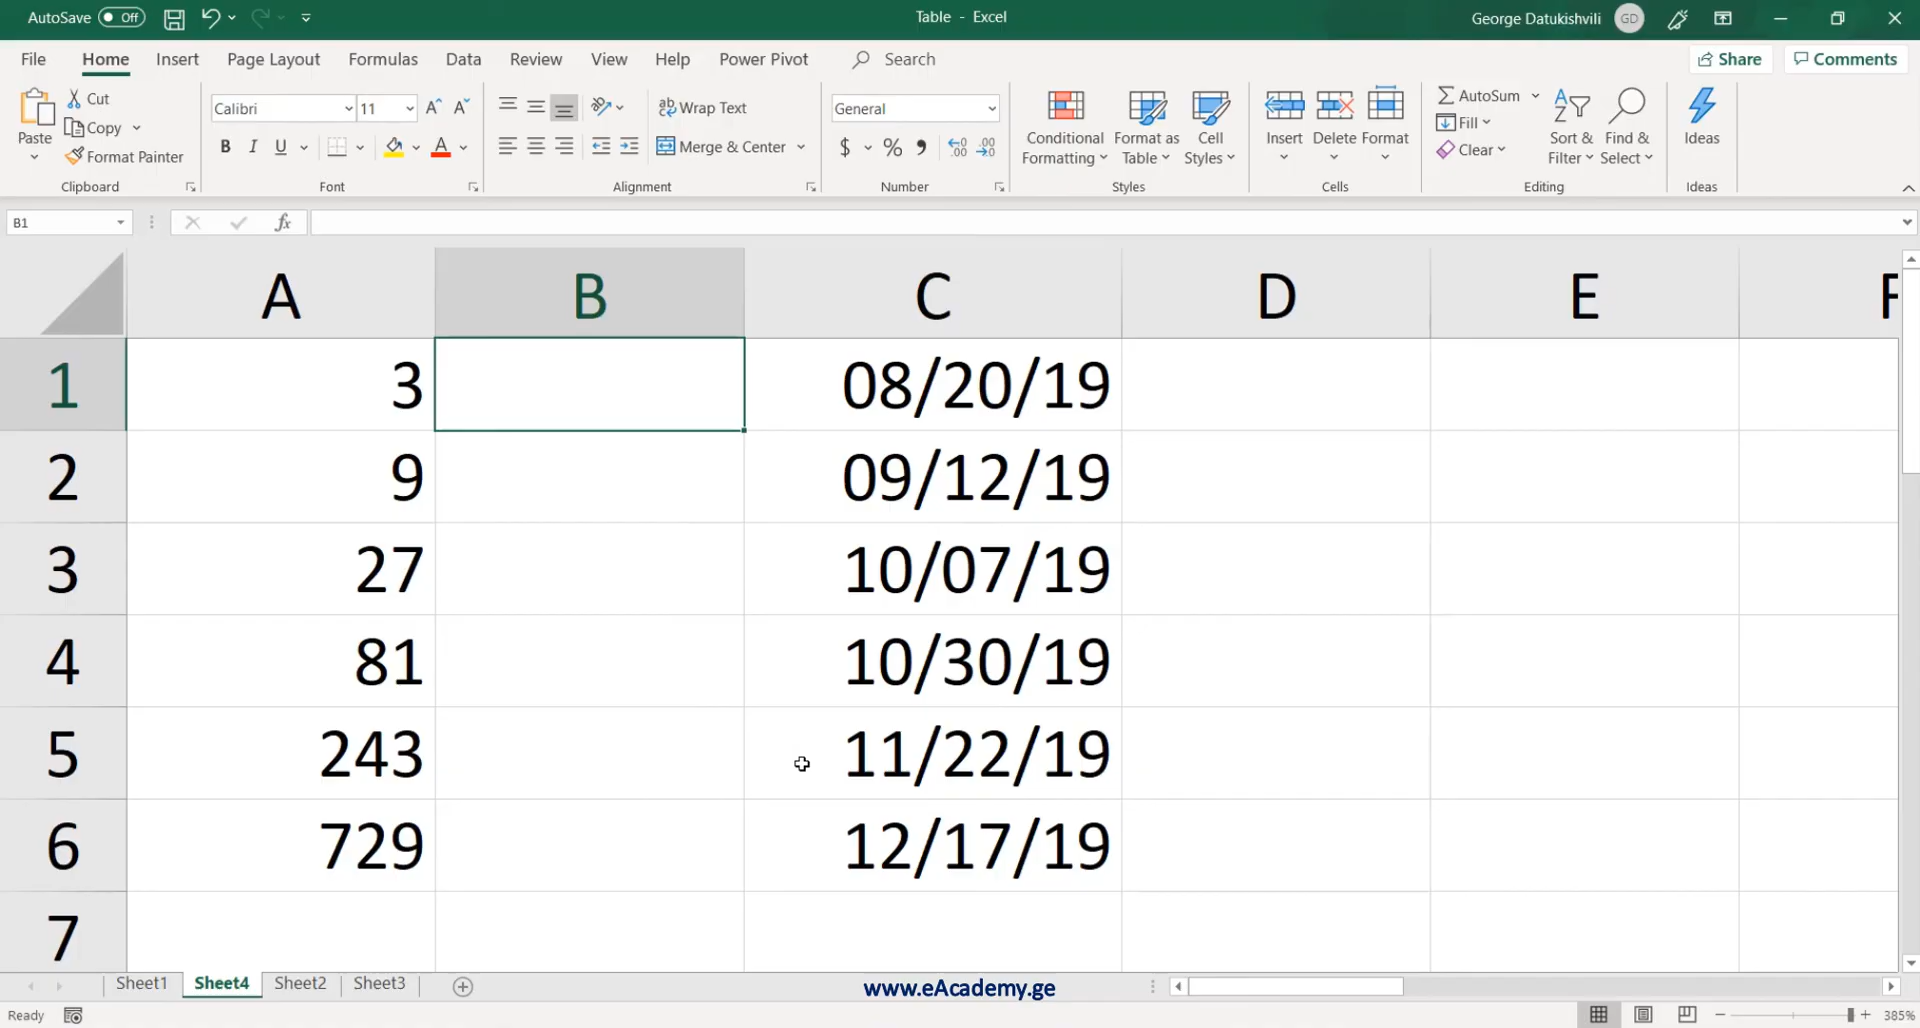 AutoSave Off Table - Excel George Datukishvili GD
File Home Insert Page Layout Formulas Data Review View Help Power Pivot Search Share Comments
Paste Cut Copy Format Painter Clipboard
Calibri 11 B I U A Font
Wrap Text Merge & Center Alignment
General $ % Number
Conditional Formatting Format as Table Cell Styles Styles
Insert Delete Format Cells
AutoSum Fill Clear Sort & Filter Find & Select Editing
Ideas Ideas
B1 fx
A B C D E F
1 3 08/20/19
2 9 09/12/19
3 27 10/07/19
4 81 10/30/19
5 243 11/22/19
6 729 12/17/19
7
Sheet1 Sheet4 Sheet2 Sheet3 www.eAcademy.ge
Ready 385%